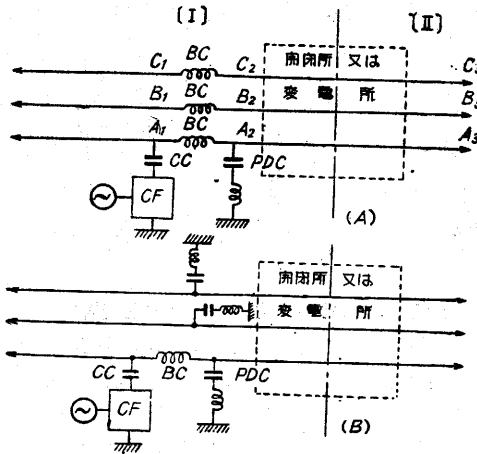 〔I〕 〔II〕
C₁ BC C₂ 開閉所 又は
B₁ BC B₂ 変電所 B₃
A₁ BC A₂ A₃
CC PDC
CF
(A)
開閉所 又は
変電所
CC BC PDC
CF
(B)